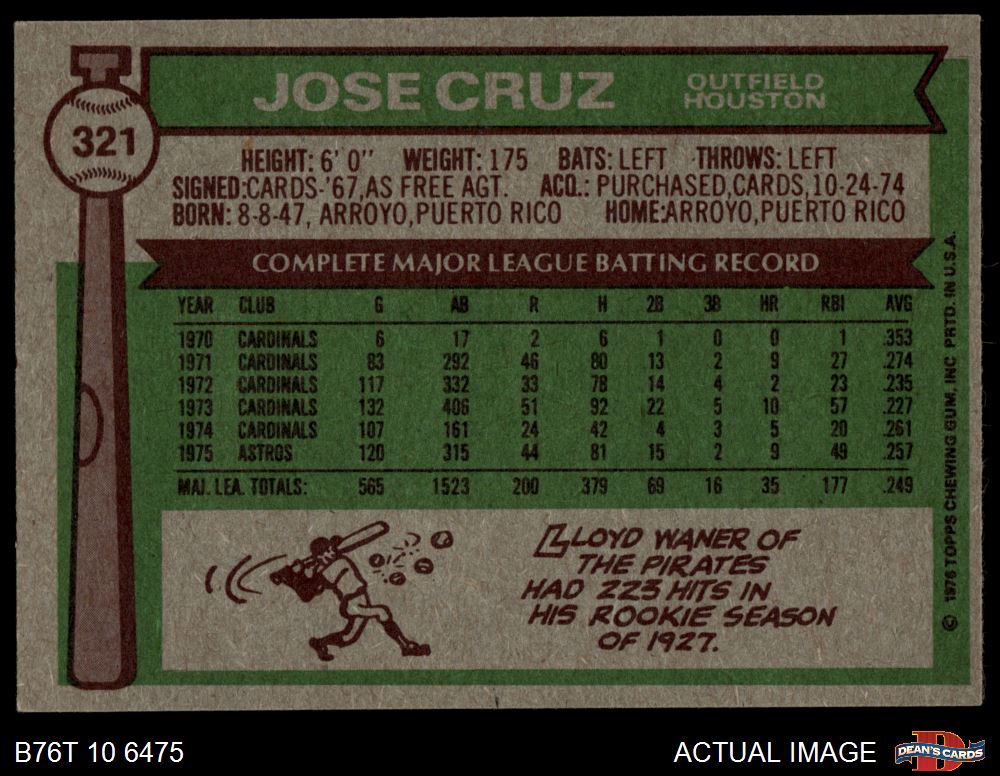 JOSE CRUZ
OUTFIELD
HOUSTON
321
HEIGHT: 6' 0" WEIGHT: 175 BATS: LEFT THROWS: LEFT
SIGNED:CARDS-'67,AS FREE AGT. ACQ.: PURCHASED,CARDS,10-24-74
BORN: 8-8-47, ARROYO,PUERTO RICO HOME:ARROYO,PUERTO RICO
COMPLETE MAJOR LEAGUE BATTING RECORD
YEAR CLUB G AB R H 2B 3B HR RBI AVG
1970 CARDINALS 6 17 2 6 1 0 0 1 .353
1971 CARDINALS 83 292 46 80 13 2 9 27 .274
1972 CARDINALS 117 332 33 78 14 4 2 23 .235
1973 CARDINALS 132 406 51 92 22 5 10 57 .227
1974 CARDINALS 107 161 24 42 4 3 5 20 .261
1975 ASTROS 120 315 44 81 15 2 9 49 .257
MAJ. LEA. TOTALS: 565 1523 200 379 69 16 35 177 .249
LLOYD WANER OF
THE PIRATES
HAD 223 HITS IN
HIS ROOKIE SEASON
OF 1927.
© 1976 TOPPS CHEWING GUM, INC PRTD. IN U.S.A.
B76T 10 6475
ACTUAL IMAGE
DEAN'S CARDS